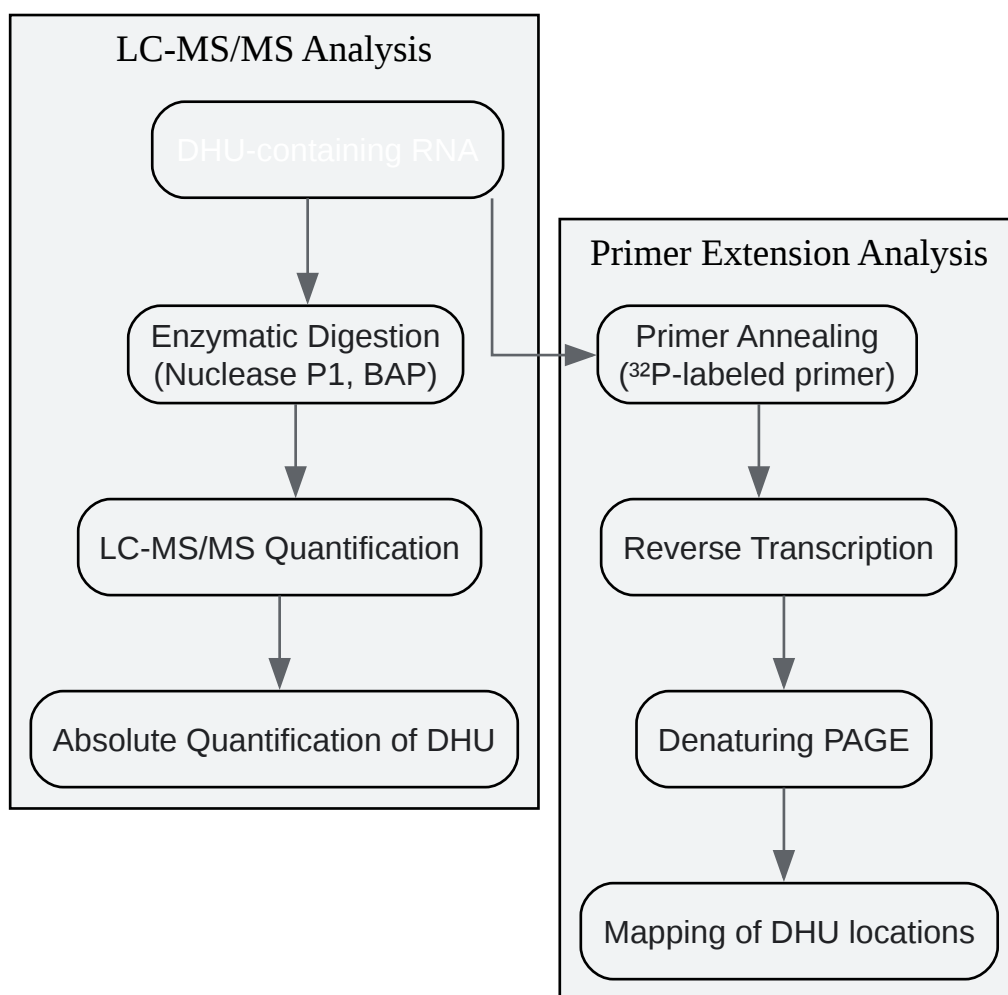 LC-MS/MS Analysis
DHU-containing RNA
Enzymatic Digestion
(Nuclease P1, BAP)
LC-MS/MS Quantification
Absolute Quantification of DHU
Primer Extension Analysis
Primer Annealing
(³²P-labeled primer)
Reverse Transcription
Denaturing PAGE
Mapping of DHU locations